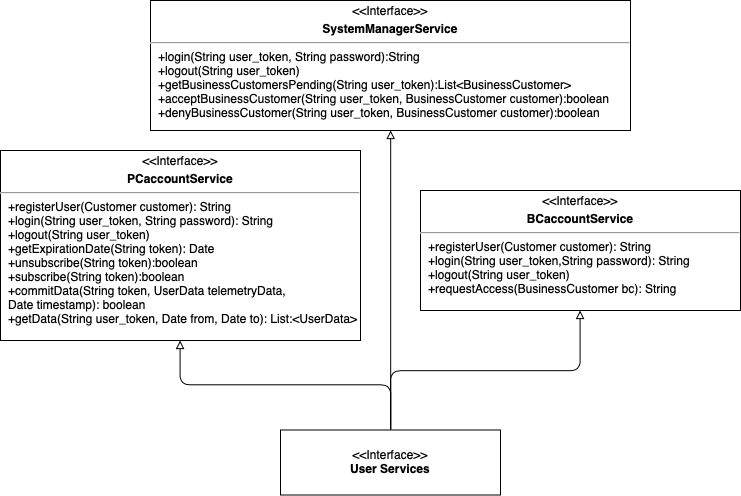 <<Interface>>
SystemManagerService
+login(String user_token, String password):String
+logout(String user_token)
+getBusinessCustomersPending(String user_token):List<BusinessCustomer>
+acceptBusinessCustomer(String user_token, BusinessCustomer customer):boolean
+denyBusinessCustomer(String user_token, BusinessCustomer customer):boolean
<<Interface>>
PCaccountService
+registerUser(Customer customer): String
+login(String user_token, String password): String
+logout(String user_token)
+getExpirationDate(String token): Date
+unsubscribe(String token):boolean
+subscribe(String token):boolean
+commitData(String token, UserData telemetryData,
Date timestamp): boolean
+getData(String user_token, Date from, Date to): List:<UserData>
<<Interface>>
BCaccountService
+registerUser(Customer customer): String
+login(String user_token,String password): String
+logout(String user_token)
+requestAccess(BusinessCustomer bc): String
<<Interface>>
User Services